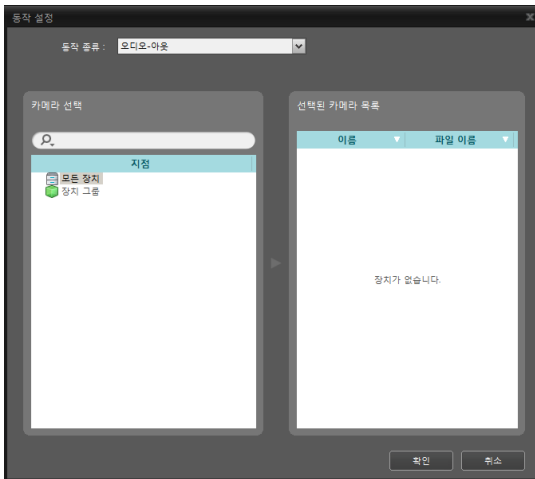 동작 설정
동작 종류 : 오디오-아웃
카메라 선택
지점
모든 장치
장치 그룹
선택된 카메라 목록
이름 파일 이름
장치가 없습니다.
확인 취소